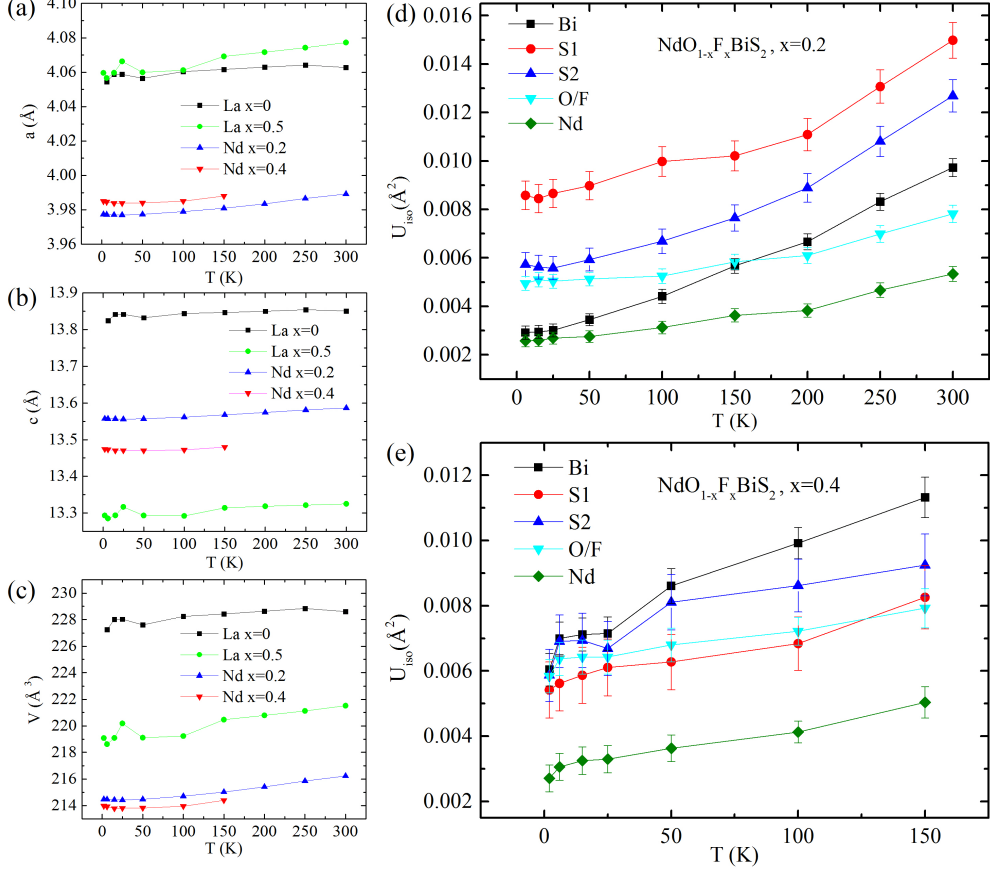 (a)
4.10
4.08
4.06
4.04
4.02
4.00
3.98
3.96
a (Å)
La x=0
La x=0.5
Nd x=0.2
Nd x=0.4
0 50 100 150 200 250 300
T (K)
(b)
13.9
13.8
13.7
13.6
13.5
13.4
13.3
c (Å)
La x=0
La x=0.5
Nd x=0.2
Nd x=0.4
0 50 100 150 200 250 300
T (K)
(c)
228
226
224
222
220
219
216
214
V (Å³)
La x=0
La x=0.5
Nd x=0.2
Nd x=0.4
0 50 100 150 200 250 300
T (K)
(d)
0.016
0.014
0.012
0.010
0.008
0.006
0.004
0.002
U_iso (Å²)
Bi
S1
S2
O/F
Nd
NdO₁₋ₓFₓBiS₂ , x=0.2
0 50 100 150 200 250 300
T (K)
(e)
0.012
0.010
0.008
0.006
0.004
0.002
U_iso (Å²)
Bi
S1
S2
O/F
Nd
NdO₁₋ₓFₓBiS₂ , x=0.4
0 50 100 150
T (K)